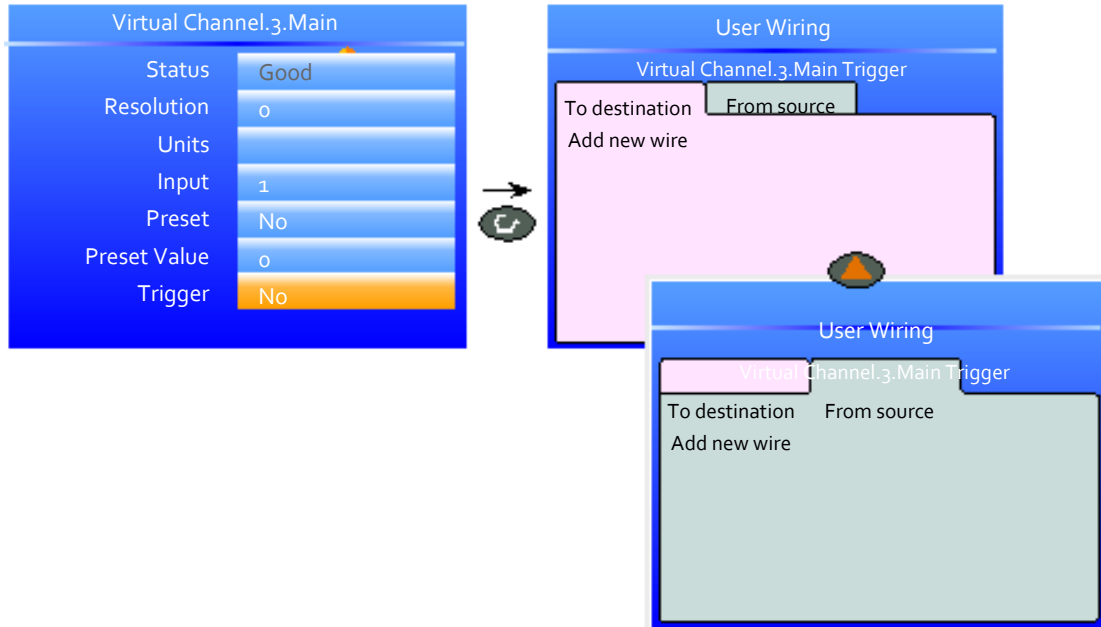 Virtual Channel.3.Main
Status Good
Resolution 0
Units
Input 1
Preset No
Preset Value 0
Trigger No
User Wiring
Virtual Channel.3.Main Trigger
To destination From source
Add new wire
User Wiring
Virtual Channel.3.Main Trigger
To destination From source
Add new wire